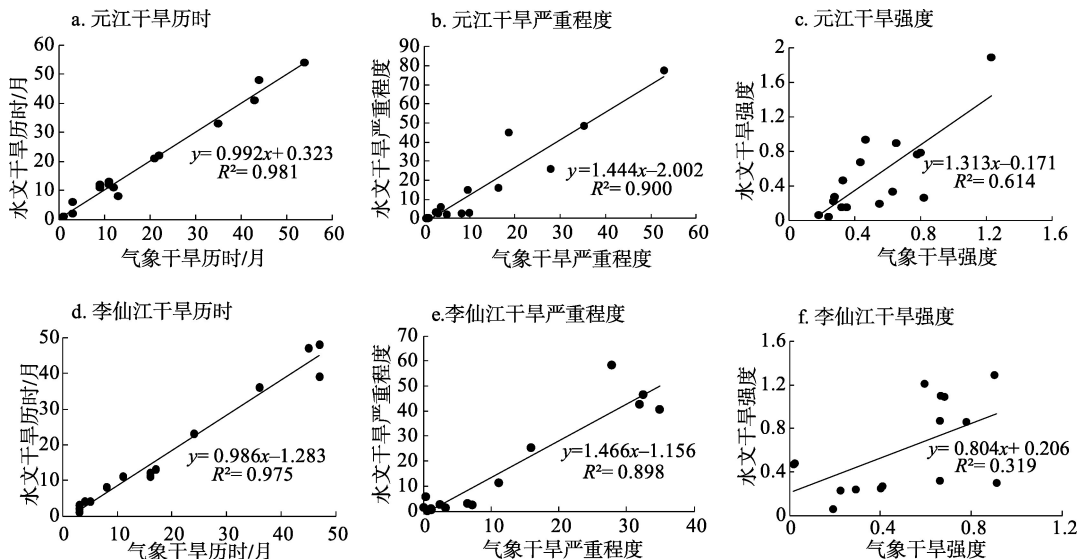 a. 元江干旱历时
水文干旱历时/月
60
50
40
30
20
10
0
y= 0.992x+ 0.323
R²= 0.981
0 10 20 30 40 50 60
气象干旱历时/月
b. 元江干旱严重程度
水文干旱严重程度
90
80
70
60
50
40
30
20
10
0
y=1.444x–2.002
R²= 0.900
0 10 20 30 40 50 60
气象干旱严重程度
c. 元江干旱强度
水文干旱强度
2
1.6
1.2
0.8
0.4
0
y=1.313x–0.171
R²= 0.614
0 0.4 0.8 1.2 1.6
气象干旱强度
d. 李仙江干旱历时
水文干旱历时/月
50
40
30
20
10
0
y= 0.986x–1.283
R²= 0.975
0 10 20 30 40 50
气象干旱历时/月
e.李仙江干旱严重程度
水文干旱严重程度
70
60
50
40
30
20
10
0
y=1.466x–1.156
R²= 0.898
0 10 20 30 40
气象干旱严重程度
f. 李仙江干旱强度
水文干旱强度
1.6
1.2
0.8
0.4
0
y= 0.804x+ 0.206
R²= 0.319
0 0.4 0.8 1.2
气象干旱强度